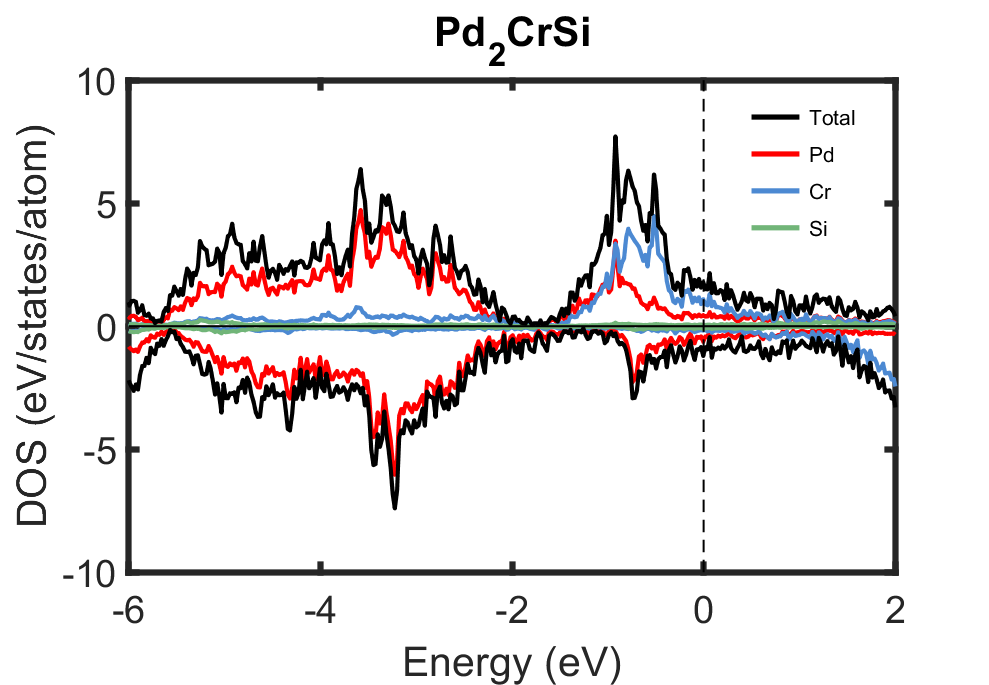 Pd₂CrSi
10
5
0
-5
-10
DOS (eV/states/atom)
Total
Pd
Cr
Si
-6
-4
-2
0
2
Energy (eV)